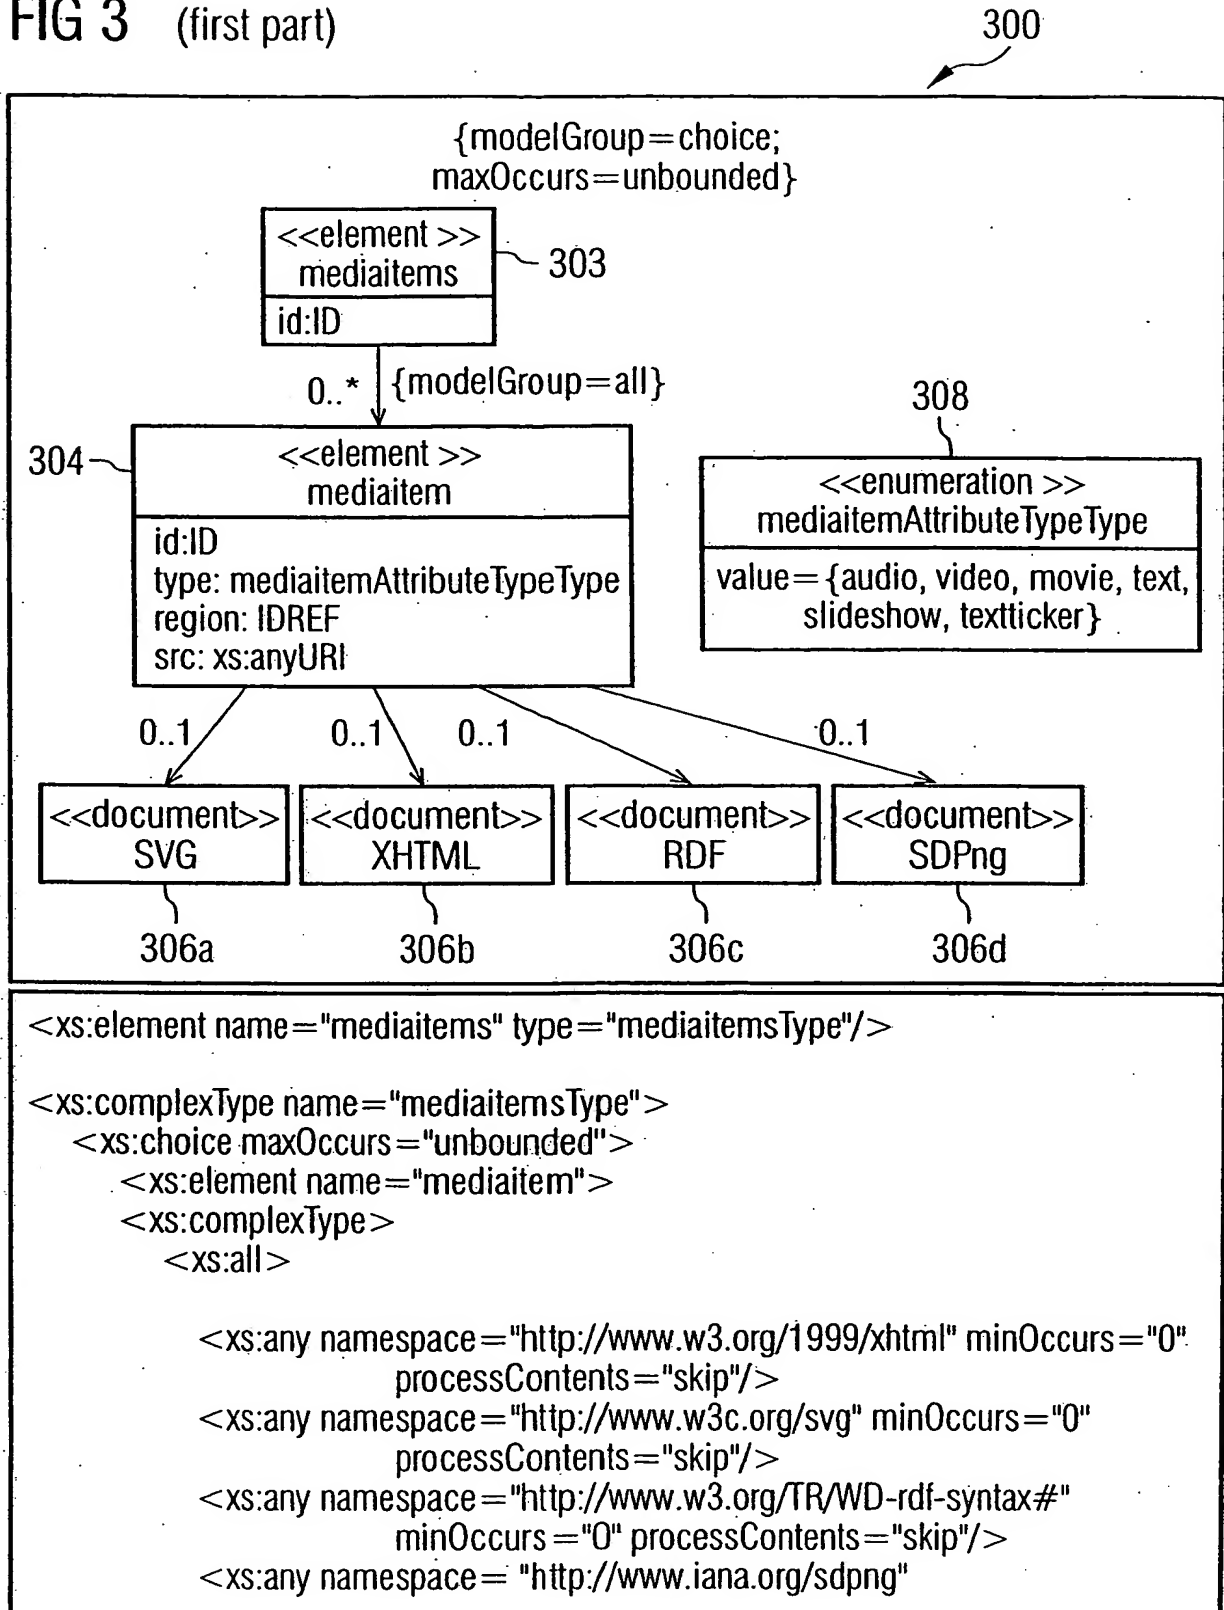 FIG 3 (first part)
300
{modelGroup=choice;
maxOccurs=unbounded}
<<element >>
mediaitems
303
id:ID
0..* {modelGroup=all}
308
304
<<element >>
mediaitem
<<enumeration >>
mediaitemAttributeTypeType
id:ID
type: mediaitemAttributeTypeType
region: IDREF
src: xs:anyURI
value={audio, video, movie, text,
slideshow, textticker}
0..1 0..1 0..1 0..1
<<document>>
SVG
<<document>>
XHTML
<<document>>
RDF
<<document>>
SDPng
306a 306b 306c 306d
<xs:element name="mediaitems" type="mediaitemsType"/>
<xs:complexType name="mediaitemsType">
<xs:choice maxOccurs="unbounded">
<xs:element name="mediaitem">
<xs:complexType>
<xs:all>
<xs:any namespace="http://www.w3.org/1999/xhtml" minOccurs="0"
processContents="skip"/>
<xs:any namespace="http://www.w3c.org/svg" minOccurs="0"
processContents="skip"/>
<xs:any namespace="http://www.w3.org/TR/WD-rdf-syntax#"
minOccurs="0" processContents="skip"/>
<xs:any namespace= "http://www.iana.org/sdpng"